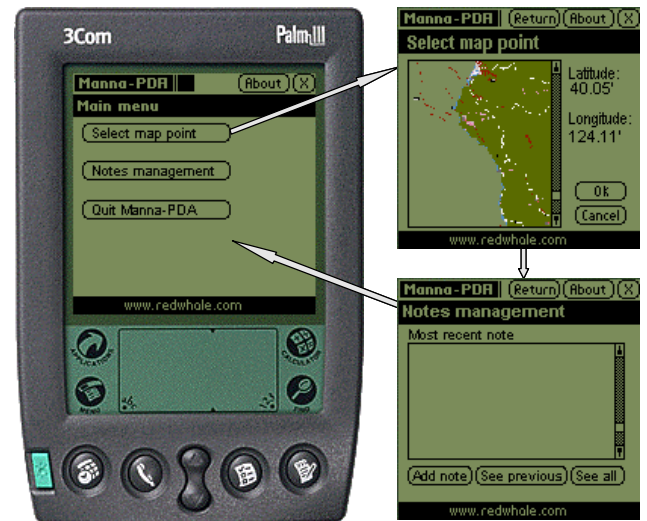 3Com
Palm III
Manna-PDA
About
X
Main menu
Select map point
Notes management
Quit Manna-PDA
www.redwhale.com
APPLICATIONS
MENU
CALCULATOR
FIND
abc
123
Manna-PDA
Return
About
X
Select map point
Latitude:
40.05'
Longitude:
124.11'
Ok
Cancel
www.redwhale.com
Manna-PDA
Return
About
X
Notes management
Most recent note
Add note
See previous
See all
www.redwhale.com